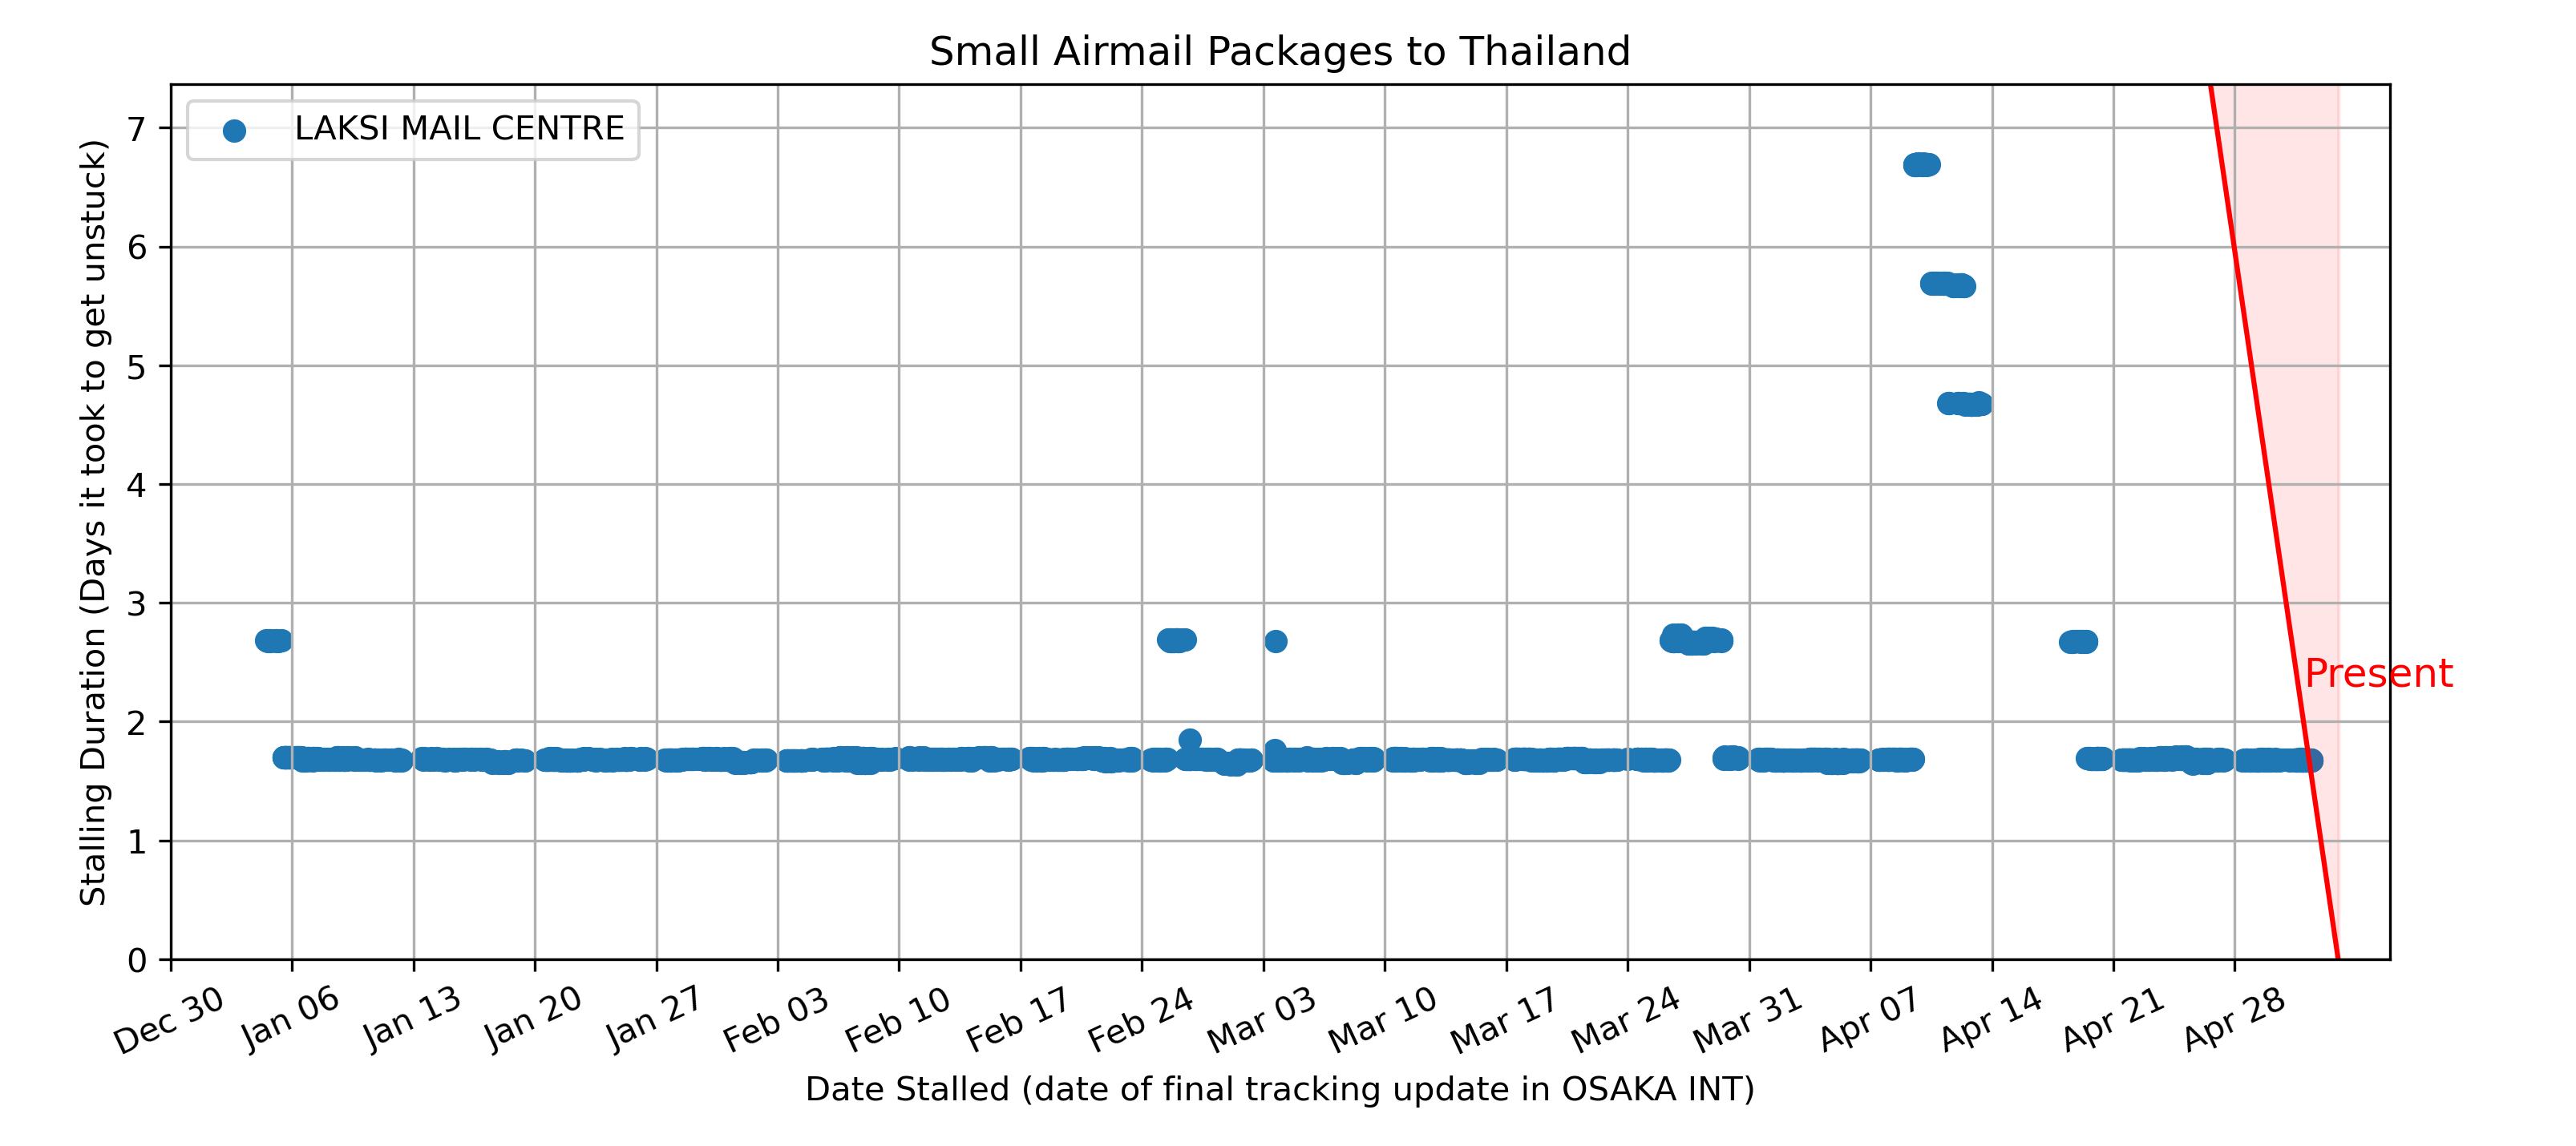 Small Airmail Packages to Thailand
LAKSI MAIL CENTRE
Stalling Duration (Days it took to get unstuck)
7
6
5
4
3
2
1
0
Present
Dec 30
Jan 06
Jan 13
Jan 20
Jan 27
Feb 03
Feb 10
Feb 17
Feb 24
Mar 03
Mar 10
Mar 17
Mar 24
Mar 31
Apr 07
Apr 14
Apr 21
Apr 28
Date Stalled (date of final tracking update in OSAKA INT)